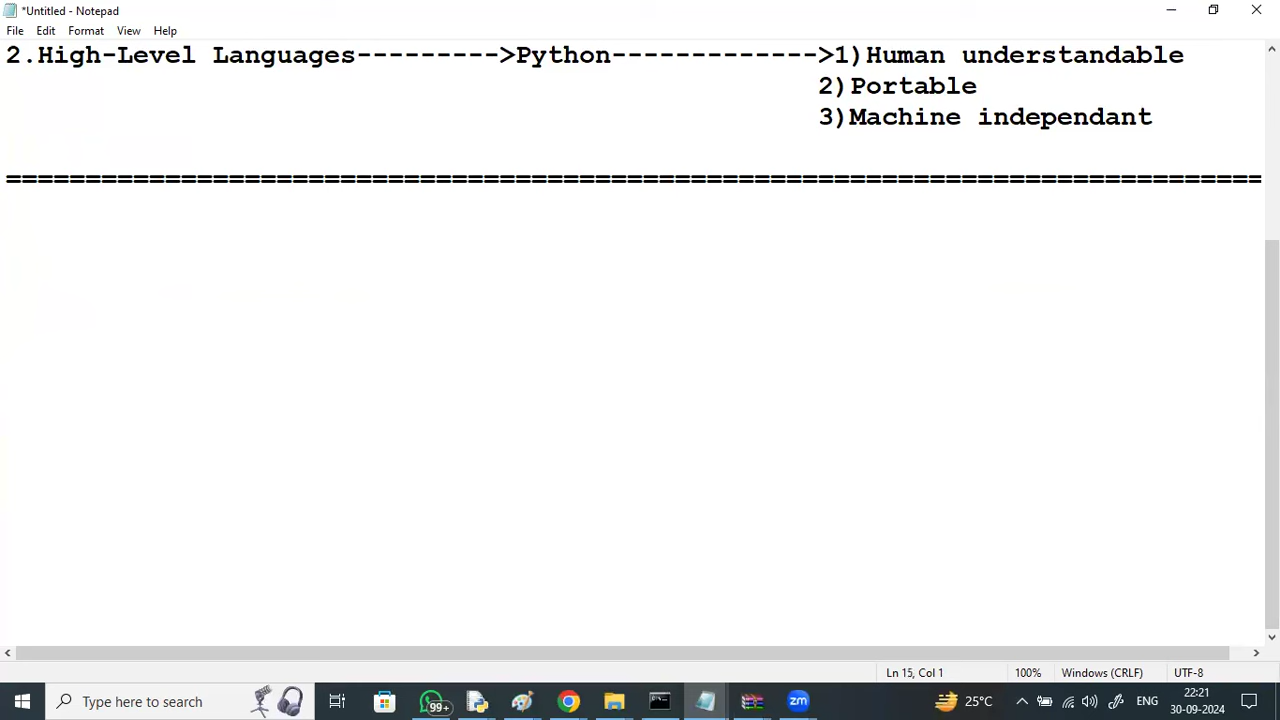 *Untitled - Notepad
File Edit Format View Help
2.High-Level Languages--------->Python------------->1)Human understandable
2)Portable
3)Machine independant
===============================================================================
Ln 15, Col 1 100% Windows (CRLF) UTF-8
Type here to search 99+ zm 25°C ENG 22:21
30-09-2024